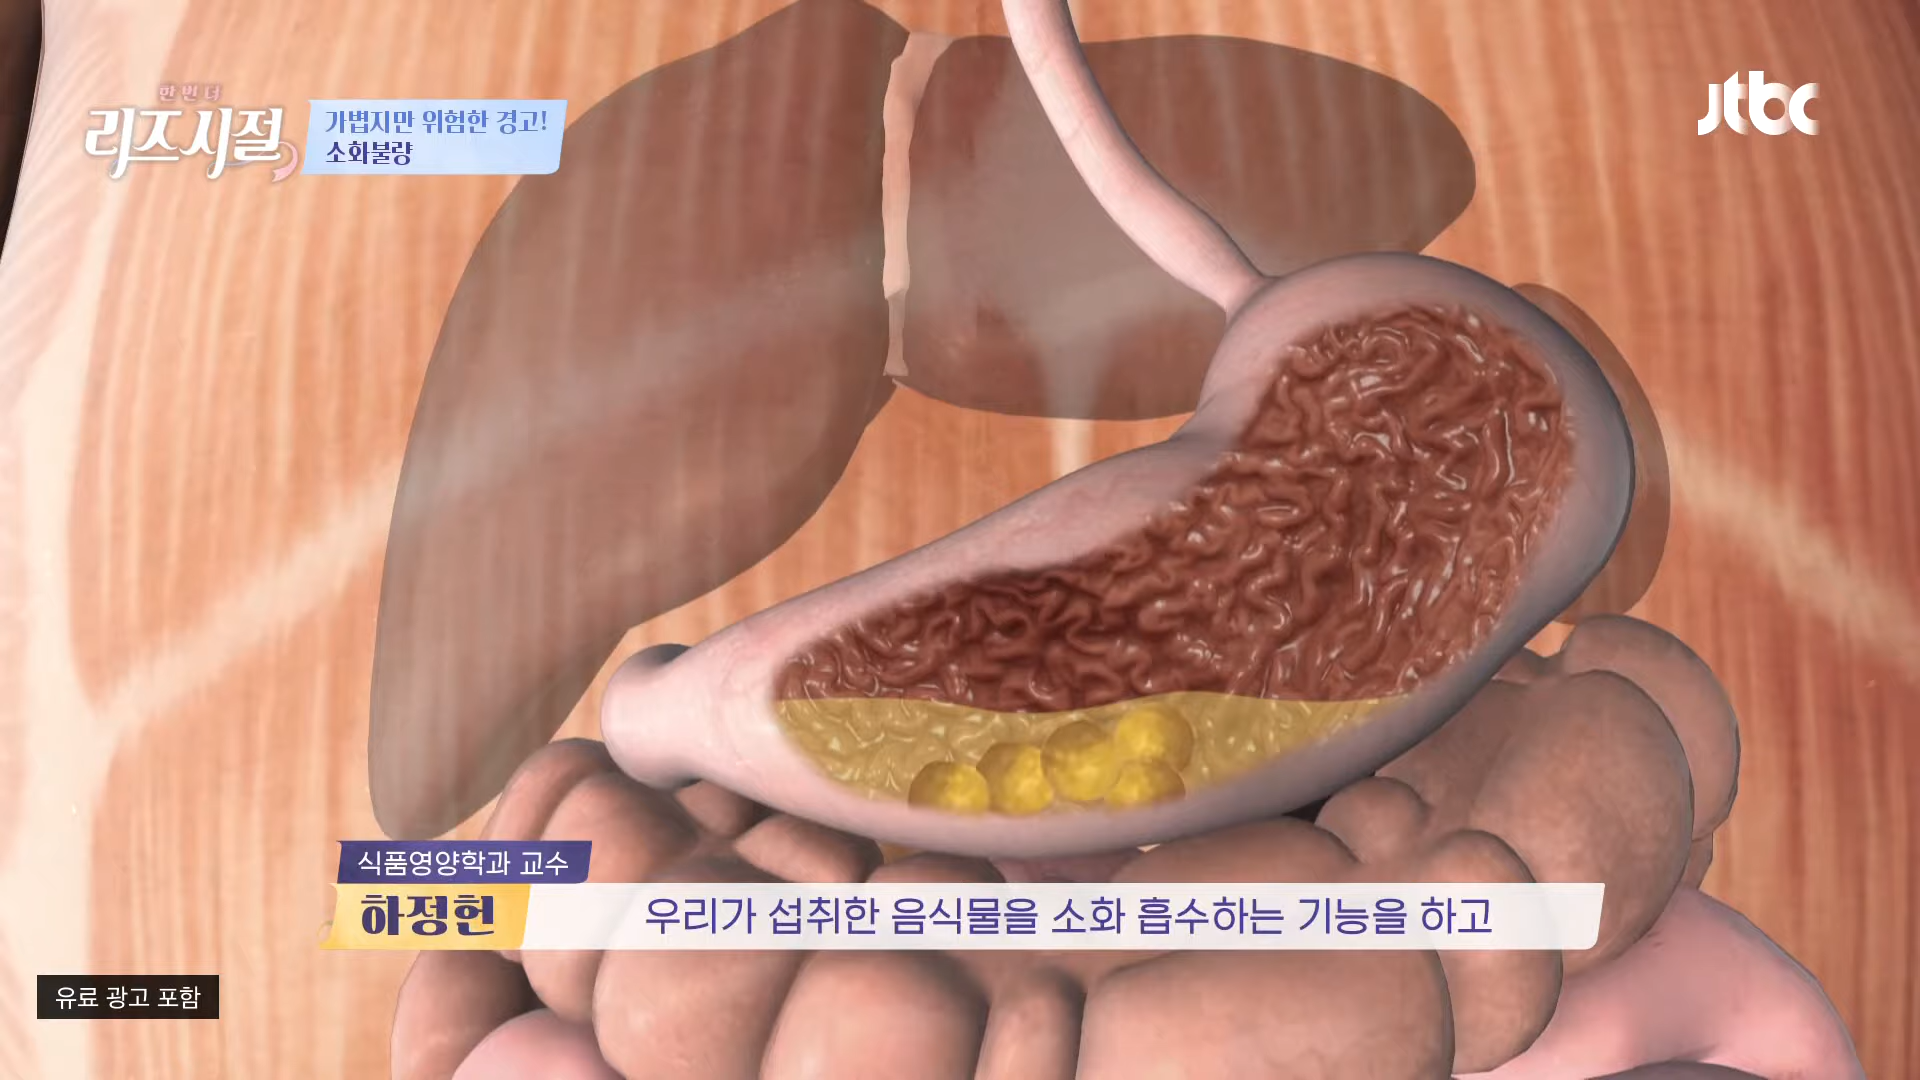 한 번 더
리즈시절
가볍지만 위험한 경고!
소화불량
jtbc
식품영양학과 교수
하정헌
우리가 섭취한 음식물을 소화 흡수하는 기능을 하고
유료 광고 포함